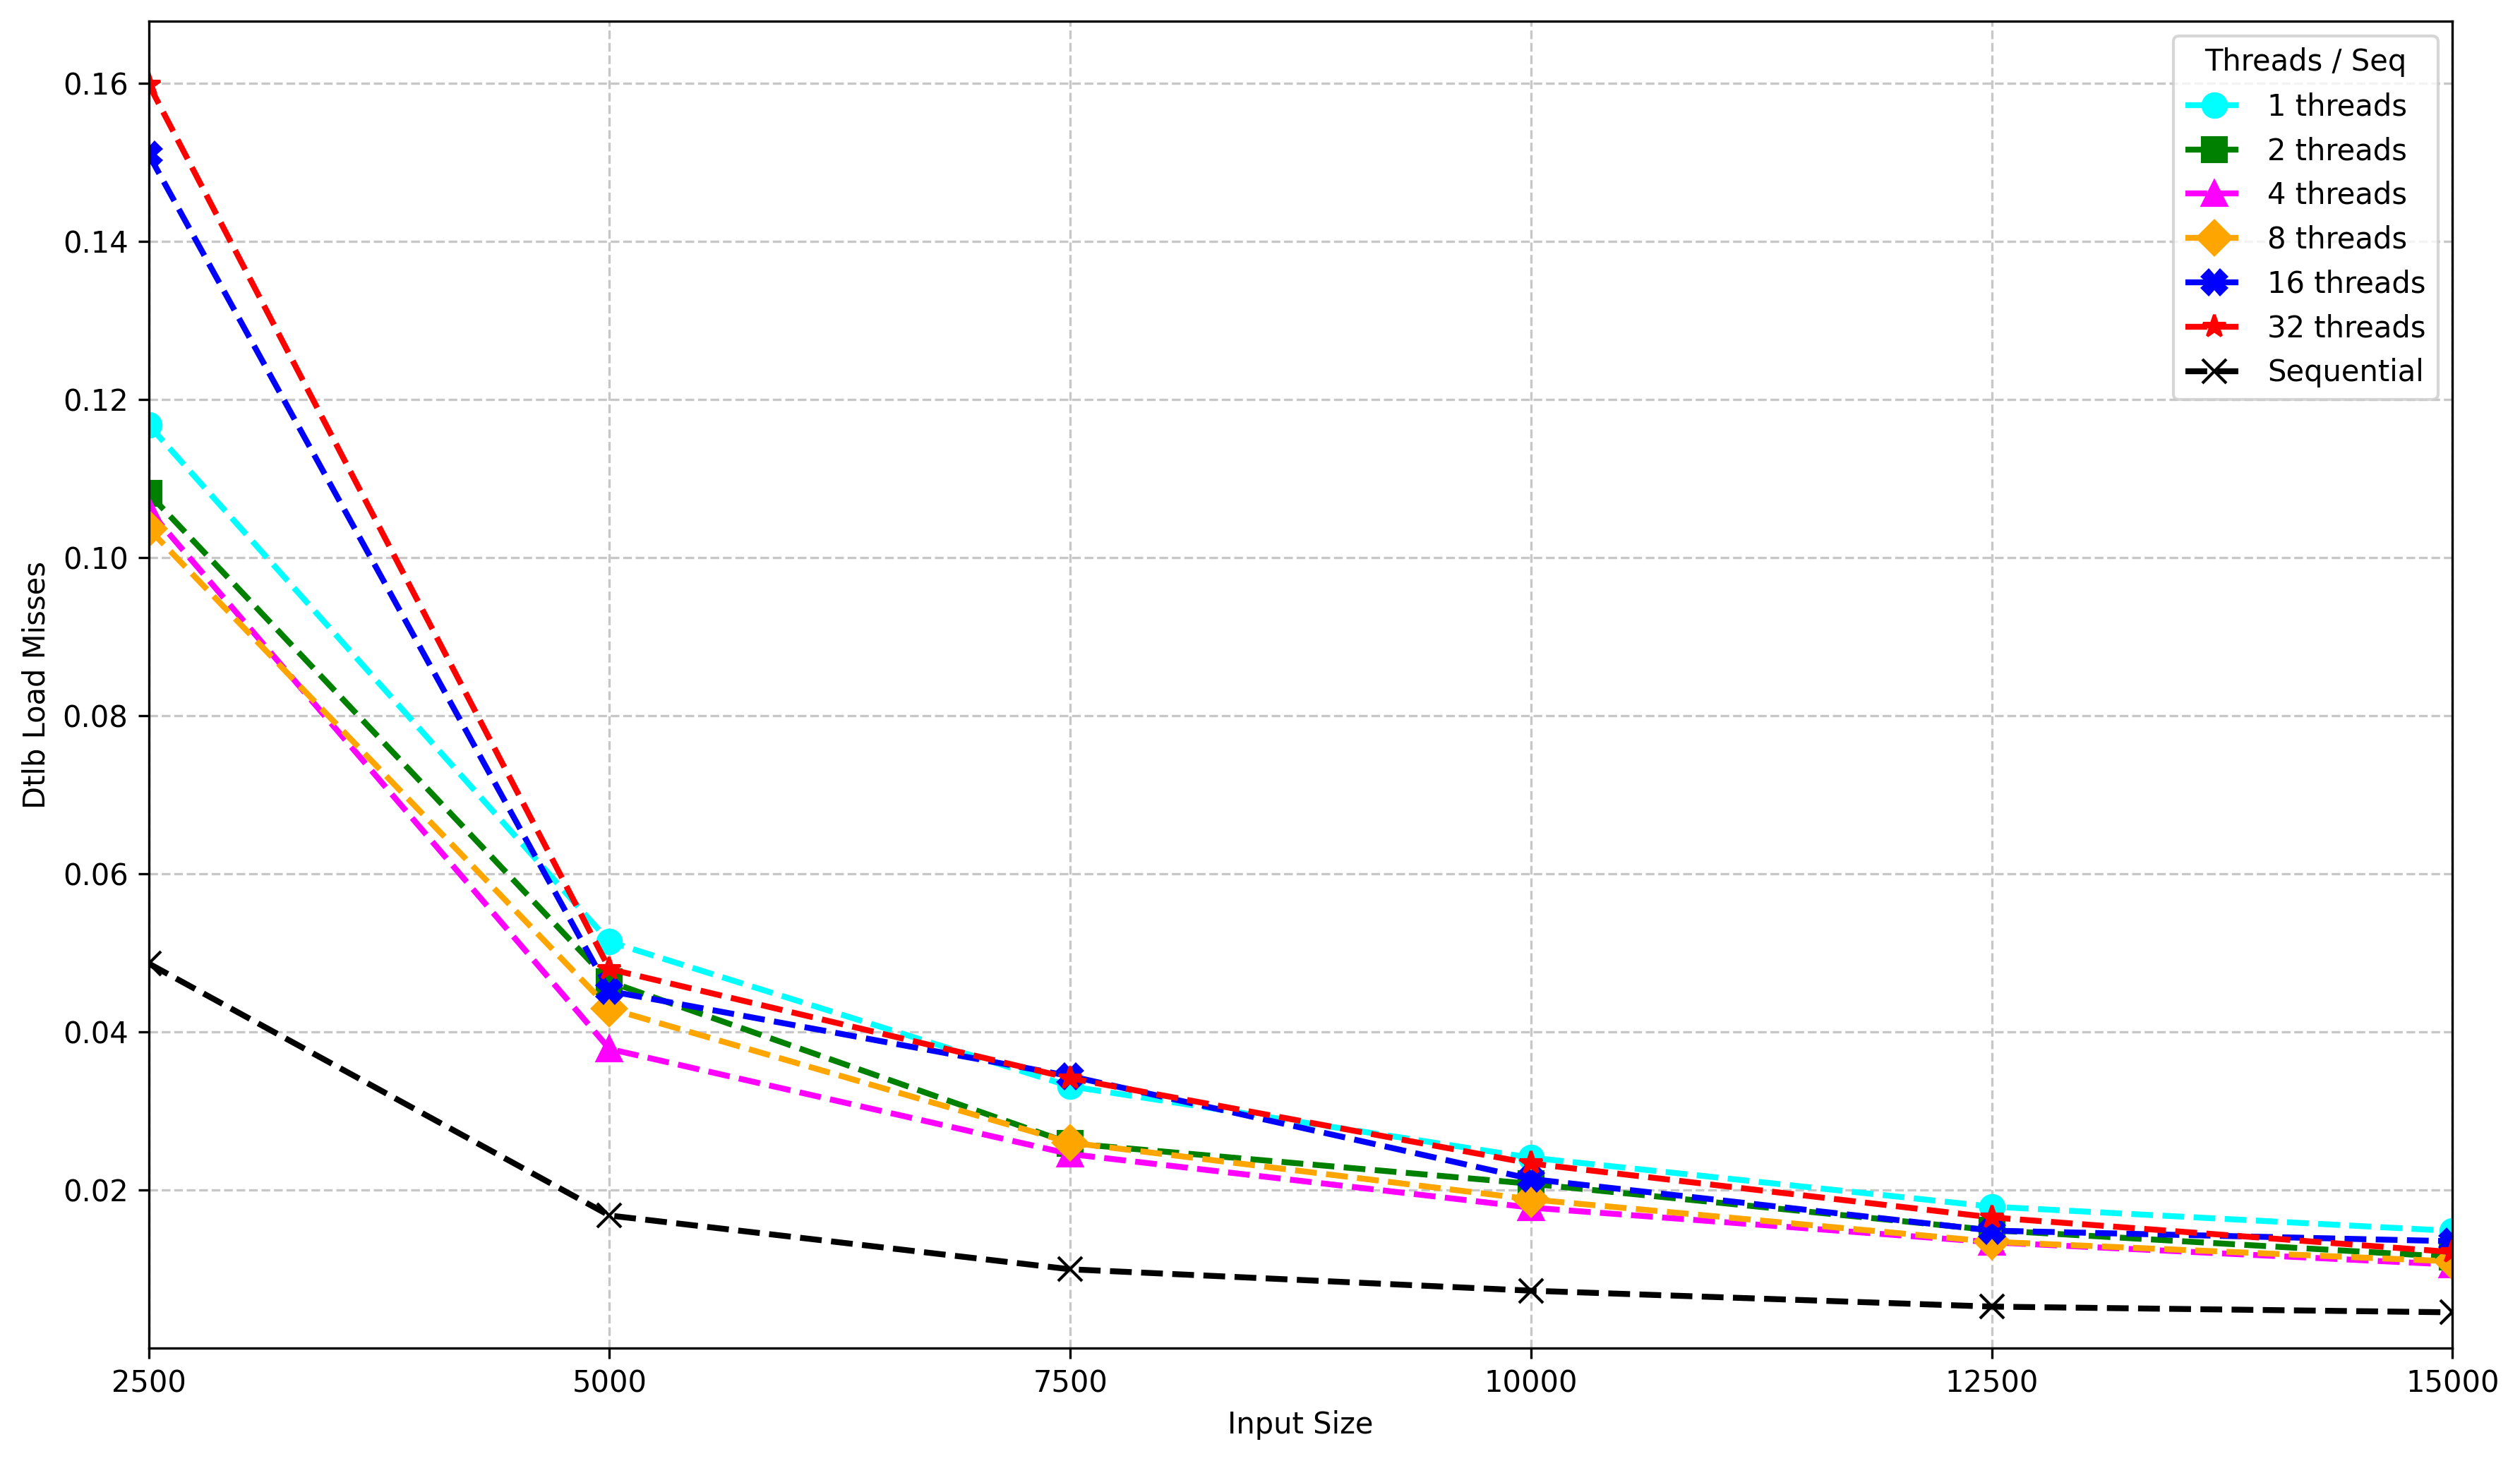 Threads / Seq
1 threads
2 threads
4 threads
8 threads
16 threads
32 threads
Sequential
0.16
0.14
0.12
0.10
0.08
0.06
0.04
0.02
Dtlb Load Misses
2500 5000 7500 10000 12500 15000
Input Size